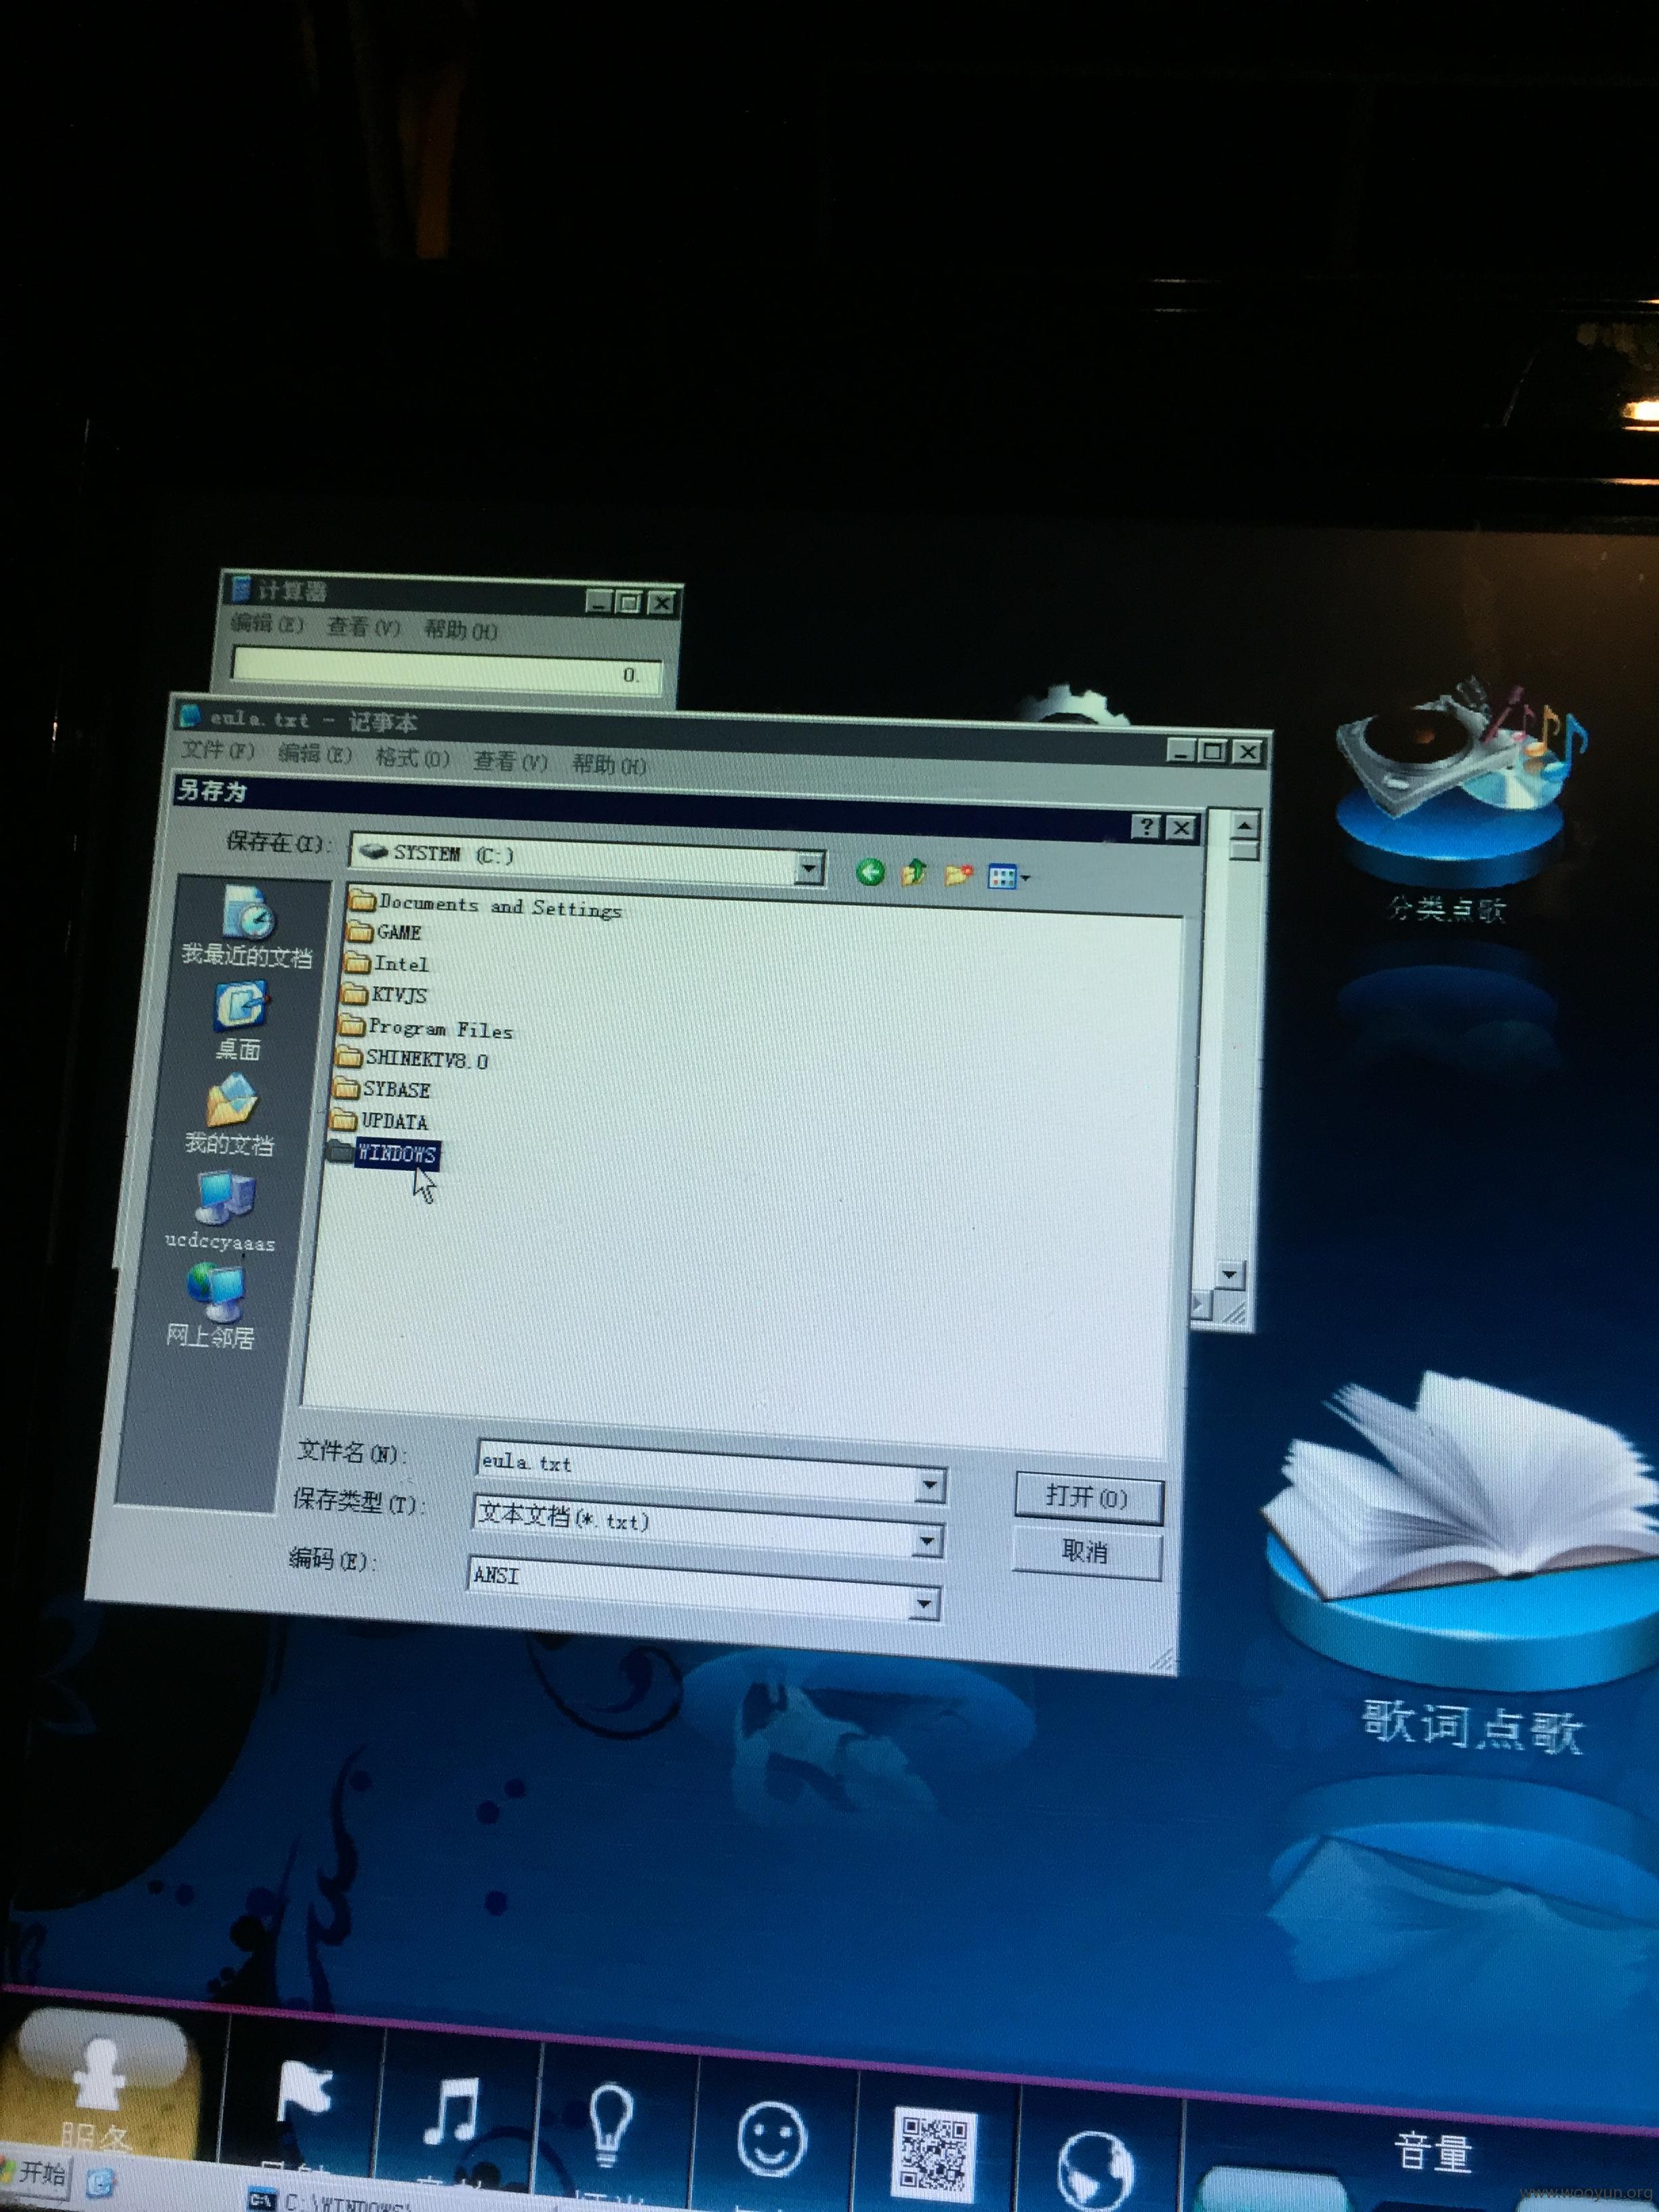 计算器
编辑(E) 查看(V) 帮助(H)
0.
eula.txt - 记事本
文件(F) 编辑(E) 格式(O) 查看(V) 帮助(H)
另存为
保存在(I):
SYSTEM (C:)
我最近的文档
桌面
我的文档
ucdccyaaas
网上邻居
Documents and Settings
GAME
Intel
KTVJS
Program Files
SHINEKTV8.0
SYBASE
UPDATA
WINDOWS
文件名(N):
eula.txt
打开(O)
保存类型(T):
文本文档(*.txt)
取消
编码(E):
ANSI
分类点歌
歌词点歌
服务
音量
开始
C:\WINDOWS\
www.wooyun.org